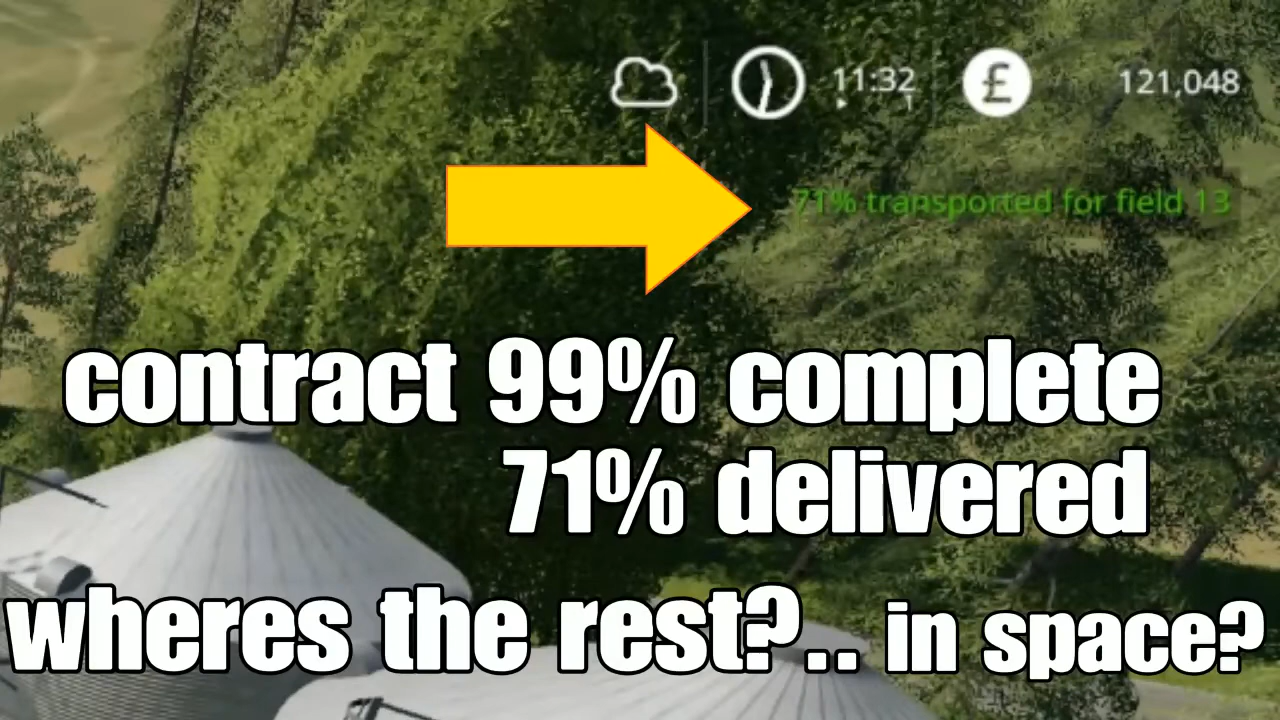 11:32
£
121,048
71% transported for field 13
contract 99% complete
71% delivered
wheres the rest?.. in space?